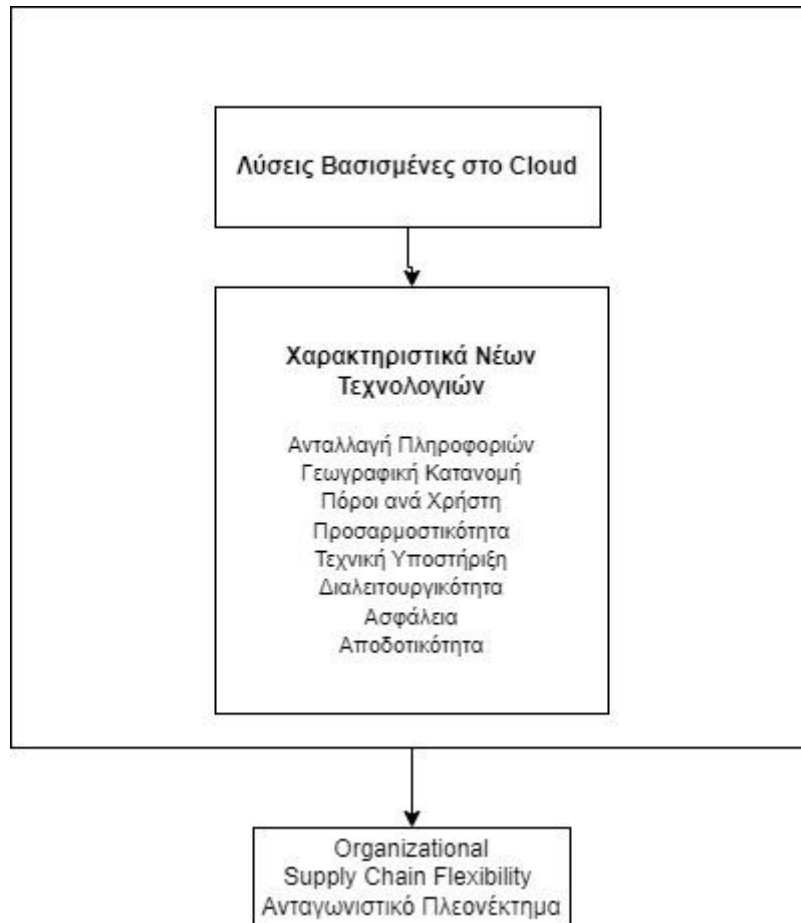 Λύσεις Βασισμένες στο Cloud
Χαρακτηριστικά Νέων
Τεχνολογιών
Ανταλλαγή Πληροφοριών
Γεωγραφική Κατανομή
Πόροι ανά Χρήστη
Προσαρμοστικότητα
Τεχνική Υποστήριξη
Διαλειτουργικότητα
Ασφάλεια
Αποδοτικότητα
Organizational
Supply Chain Flexibility
Ανταγωνιστικό Πλεονέκτημα